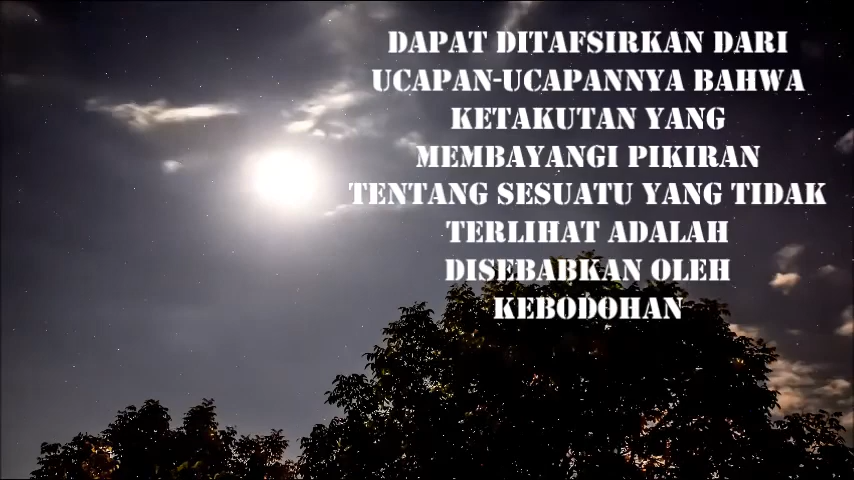 DAPAT DITAFSIRKAN DARI
UCAPAN-UCAPANNYA BAHWA
KETAKUTAN YANG
MEMBAYANGI PIKIRAN
TENTANG SESUATU YANG TIDAK
TERLIHAT ADALAH
DISEBABKAN OLEH
KEBODOHAN